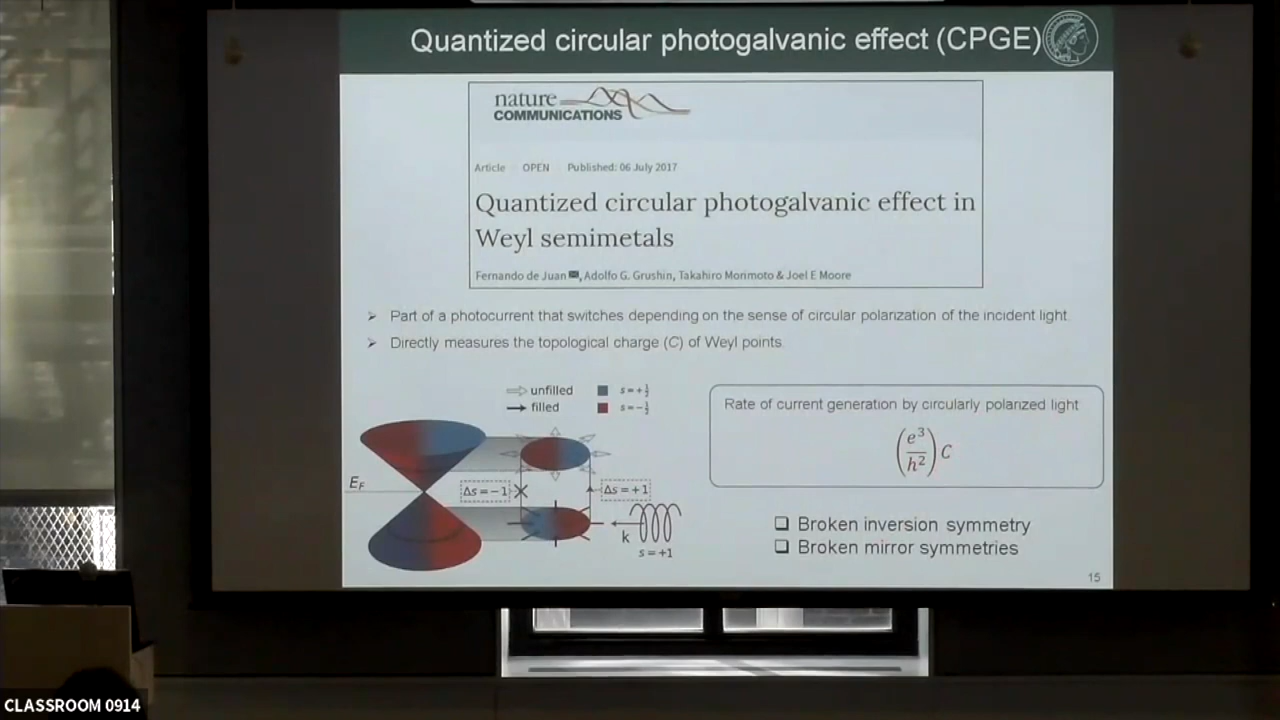 Quantized circular photogalvanic effect (CPGE)
nature
COMMUNICATIONS
Article OPEN Published: 06 July 2017
Quantized circular photogalvanic effect in
Weyl semimetals
Fernando de Juan, Adolfo G. Grushin, Takahiro Morimoto & Joel E Moore
➢ Part of a photocurrent that switches depending on the sense of circular polarization of the incident light.
➢ Directly measures the topological charge (C) of Weyl points
unfilled s=+½
filled s=−½
E_F
Δs=−1
Δs=+1
k
s=+1
Rate of current generation by circularly polarized light
(e³/h²) C
❑ Broken inversion symmetry
❑ Broken mirror symmetries
15
CLASSROOM 0914